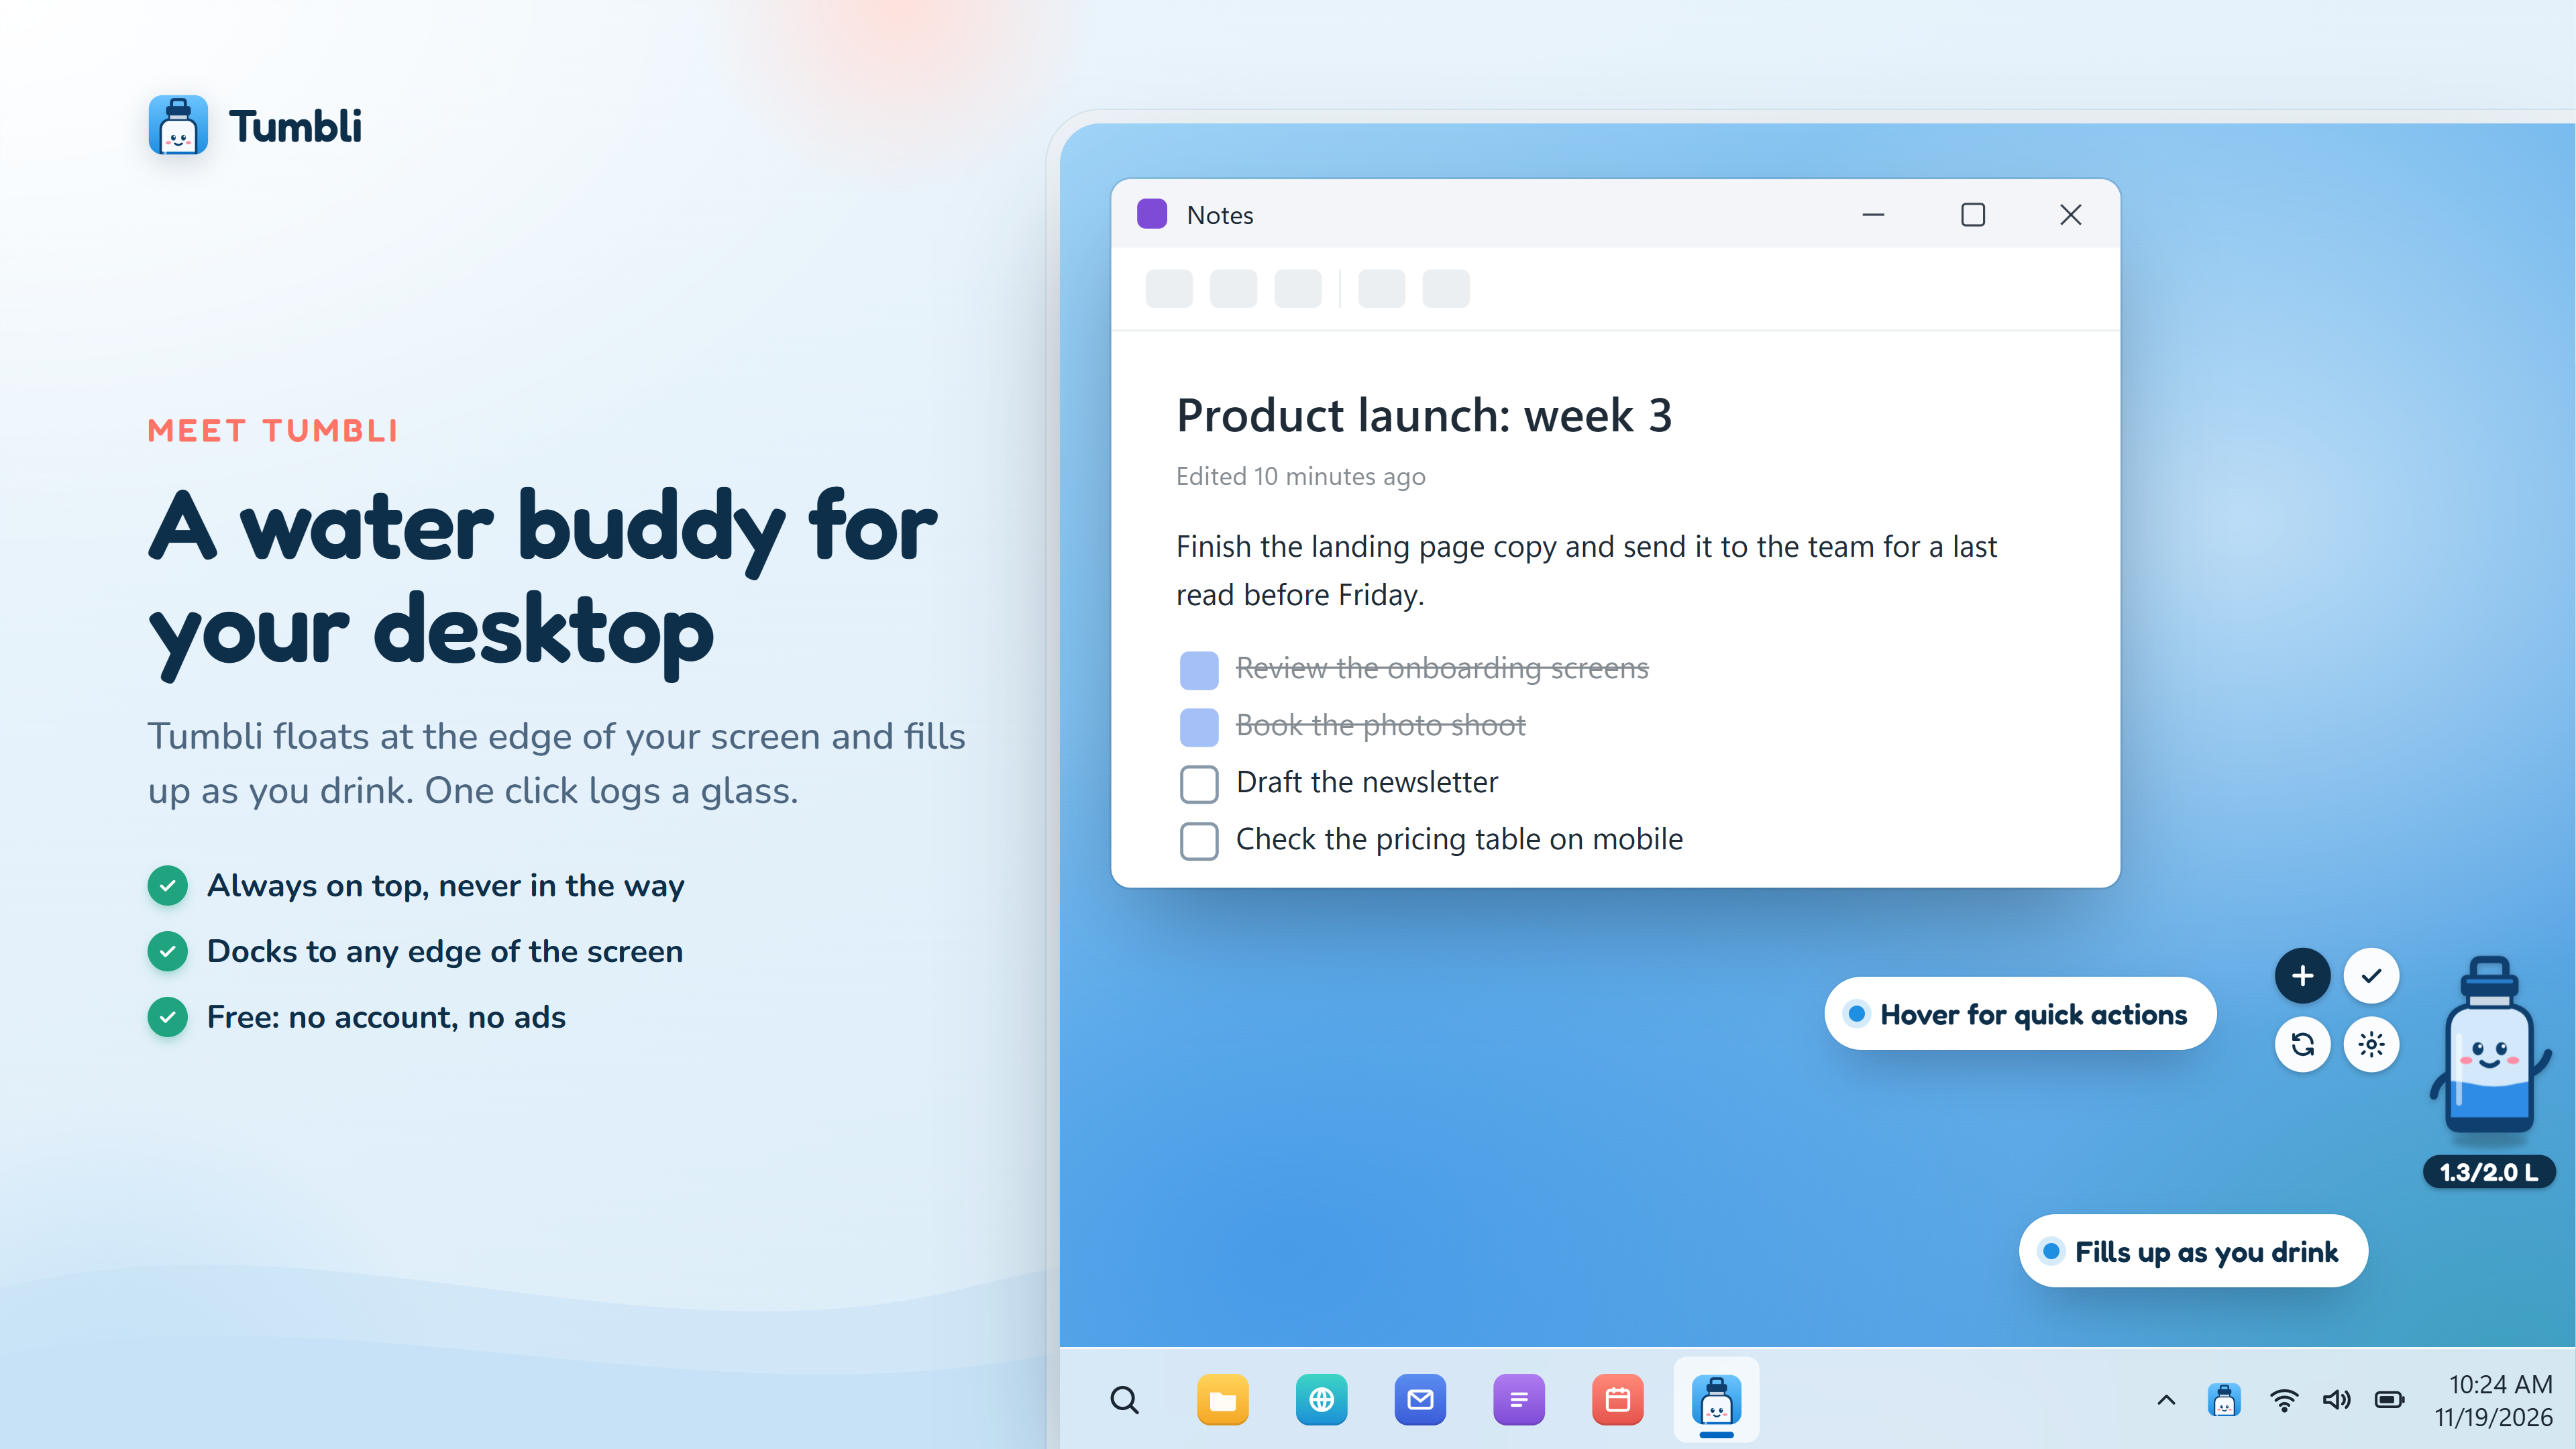 Tumbli
MEET TUMBLI
A water buddy for
your desktop
Tumbli floats at the edge of your screen and fills
up as you drink. One click logs a glass.
Always on top, never in the way
Docks to any edge of the screen
Free: no account, no ads
Notes
Product launch: week 3
Edited 10 minutes ago
Finish the landing page copy and send it to the team for a last
read before Friday.
Review the onboarding screens
Book the photo shoot
Draft the newsletter
Check the pricing table on mobile
Hover for quick actions
1.3/2.0 L
Fills up as you drink
10:24 AM
11/19/2026